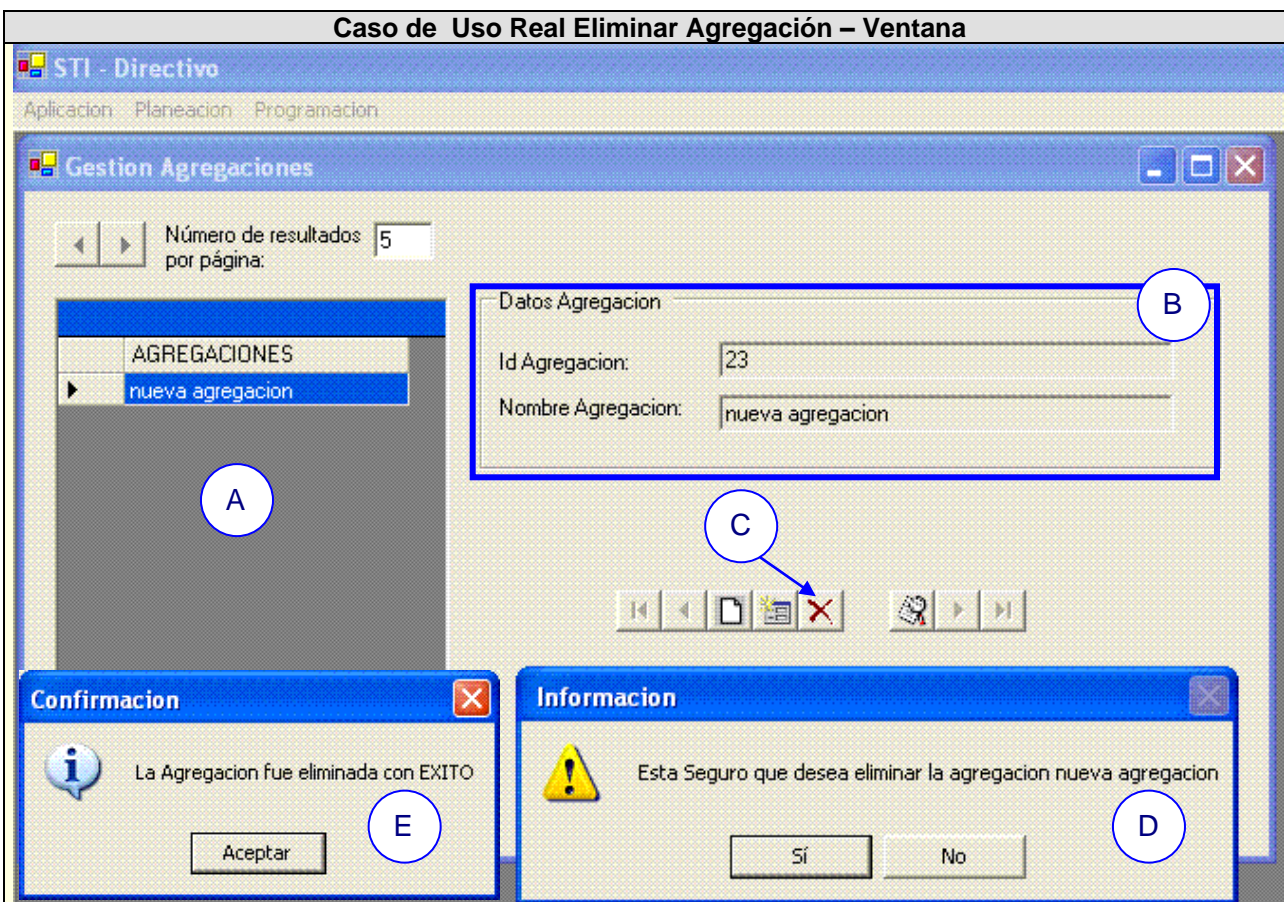 Caso de Uso Real Eliminar Agregación – Ventana
STI - Directivo
Aplicacion Planeacion Programacion
Gestion Agregaciones
Número de resultados
por página:
5
AGREGACIONES
nueva agregacion
A
Datos Agregacion
B
Id Agregacion:
23
Nombre Agregacion:
nueva agregacion
C
Confirmacion
La Agregacion fue eliminada con EXITO
E
Aceptar
Informacion
Esta Seguro que desea eliminar la agregacion nueva agregacion
D
Sí
No